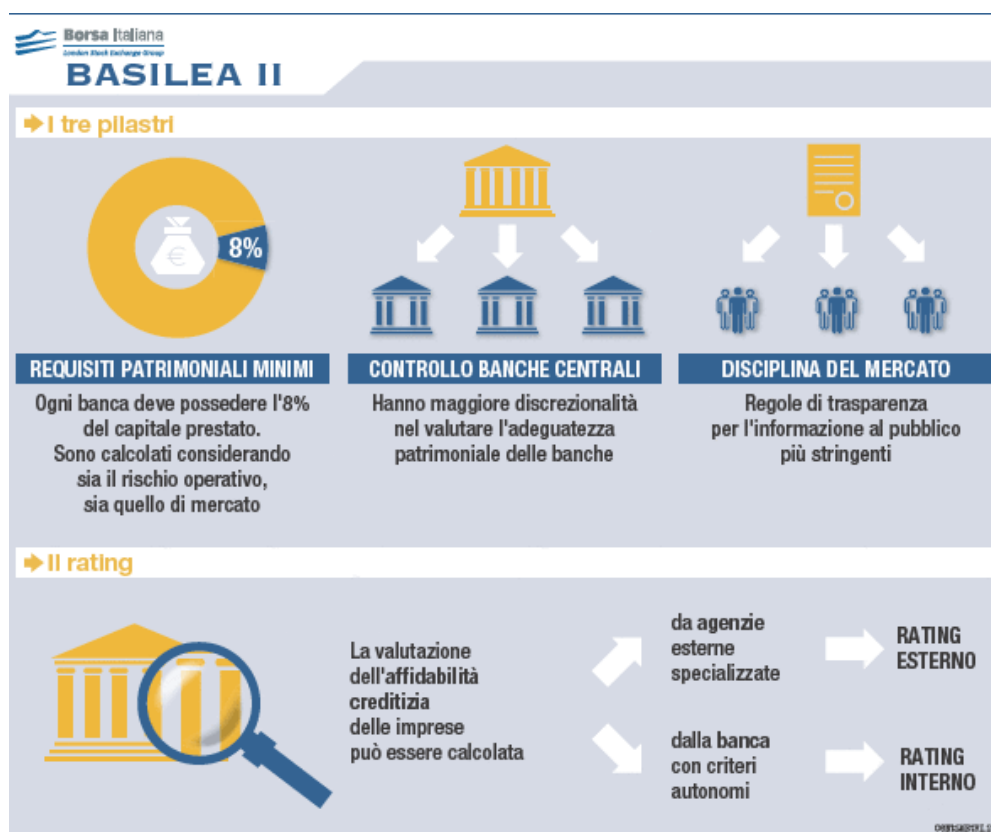 Borsa Italiana
London Stock Exchange Group
BASILEA II
I tre pilastri
8%
€
REQUISITI PATRIMONIALI MINIMI
Ogni banca deve possedere l'8%
del capitale prestato.
Sono calcolati considerando
sia il rischio operativo,
sia quello di mercato
CONTROLLO BANCHE CENTRALI
Hanno maggiore discrezionalità
nel valutare l'adeguatezza
patrimoniale delle banche
DISCIPLINA DEL MERCATO
Regole di trasparenza
per l'informazione al pubblico
più stringenti
Il rating
La valutazione
dell'affidabilità
creditizia
delle imprese
può essere calcolata
da agenzie
esterne
specializzate
RATING
ESTERNO
dalla banca
con criteri
autonomi
RATING
INTERNO